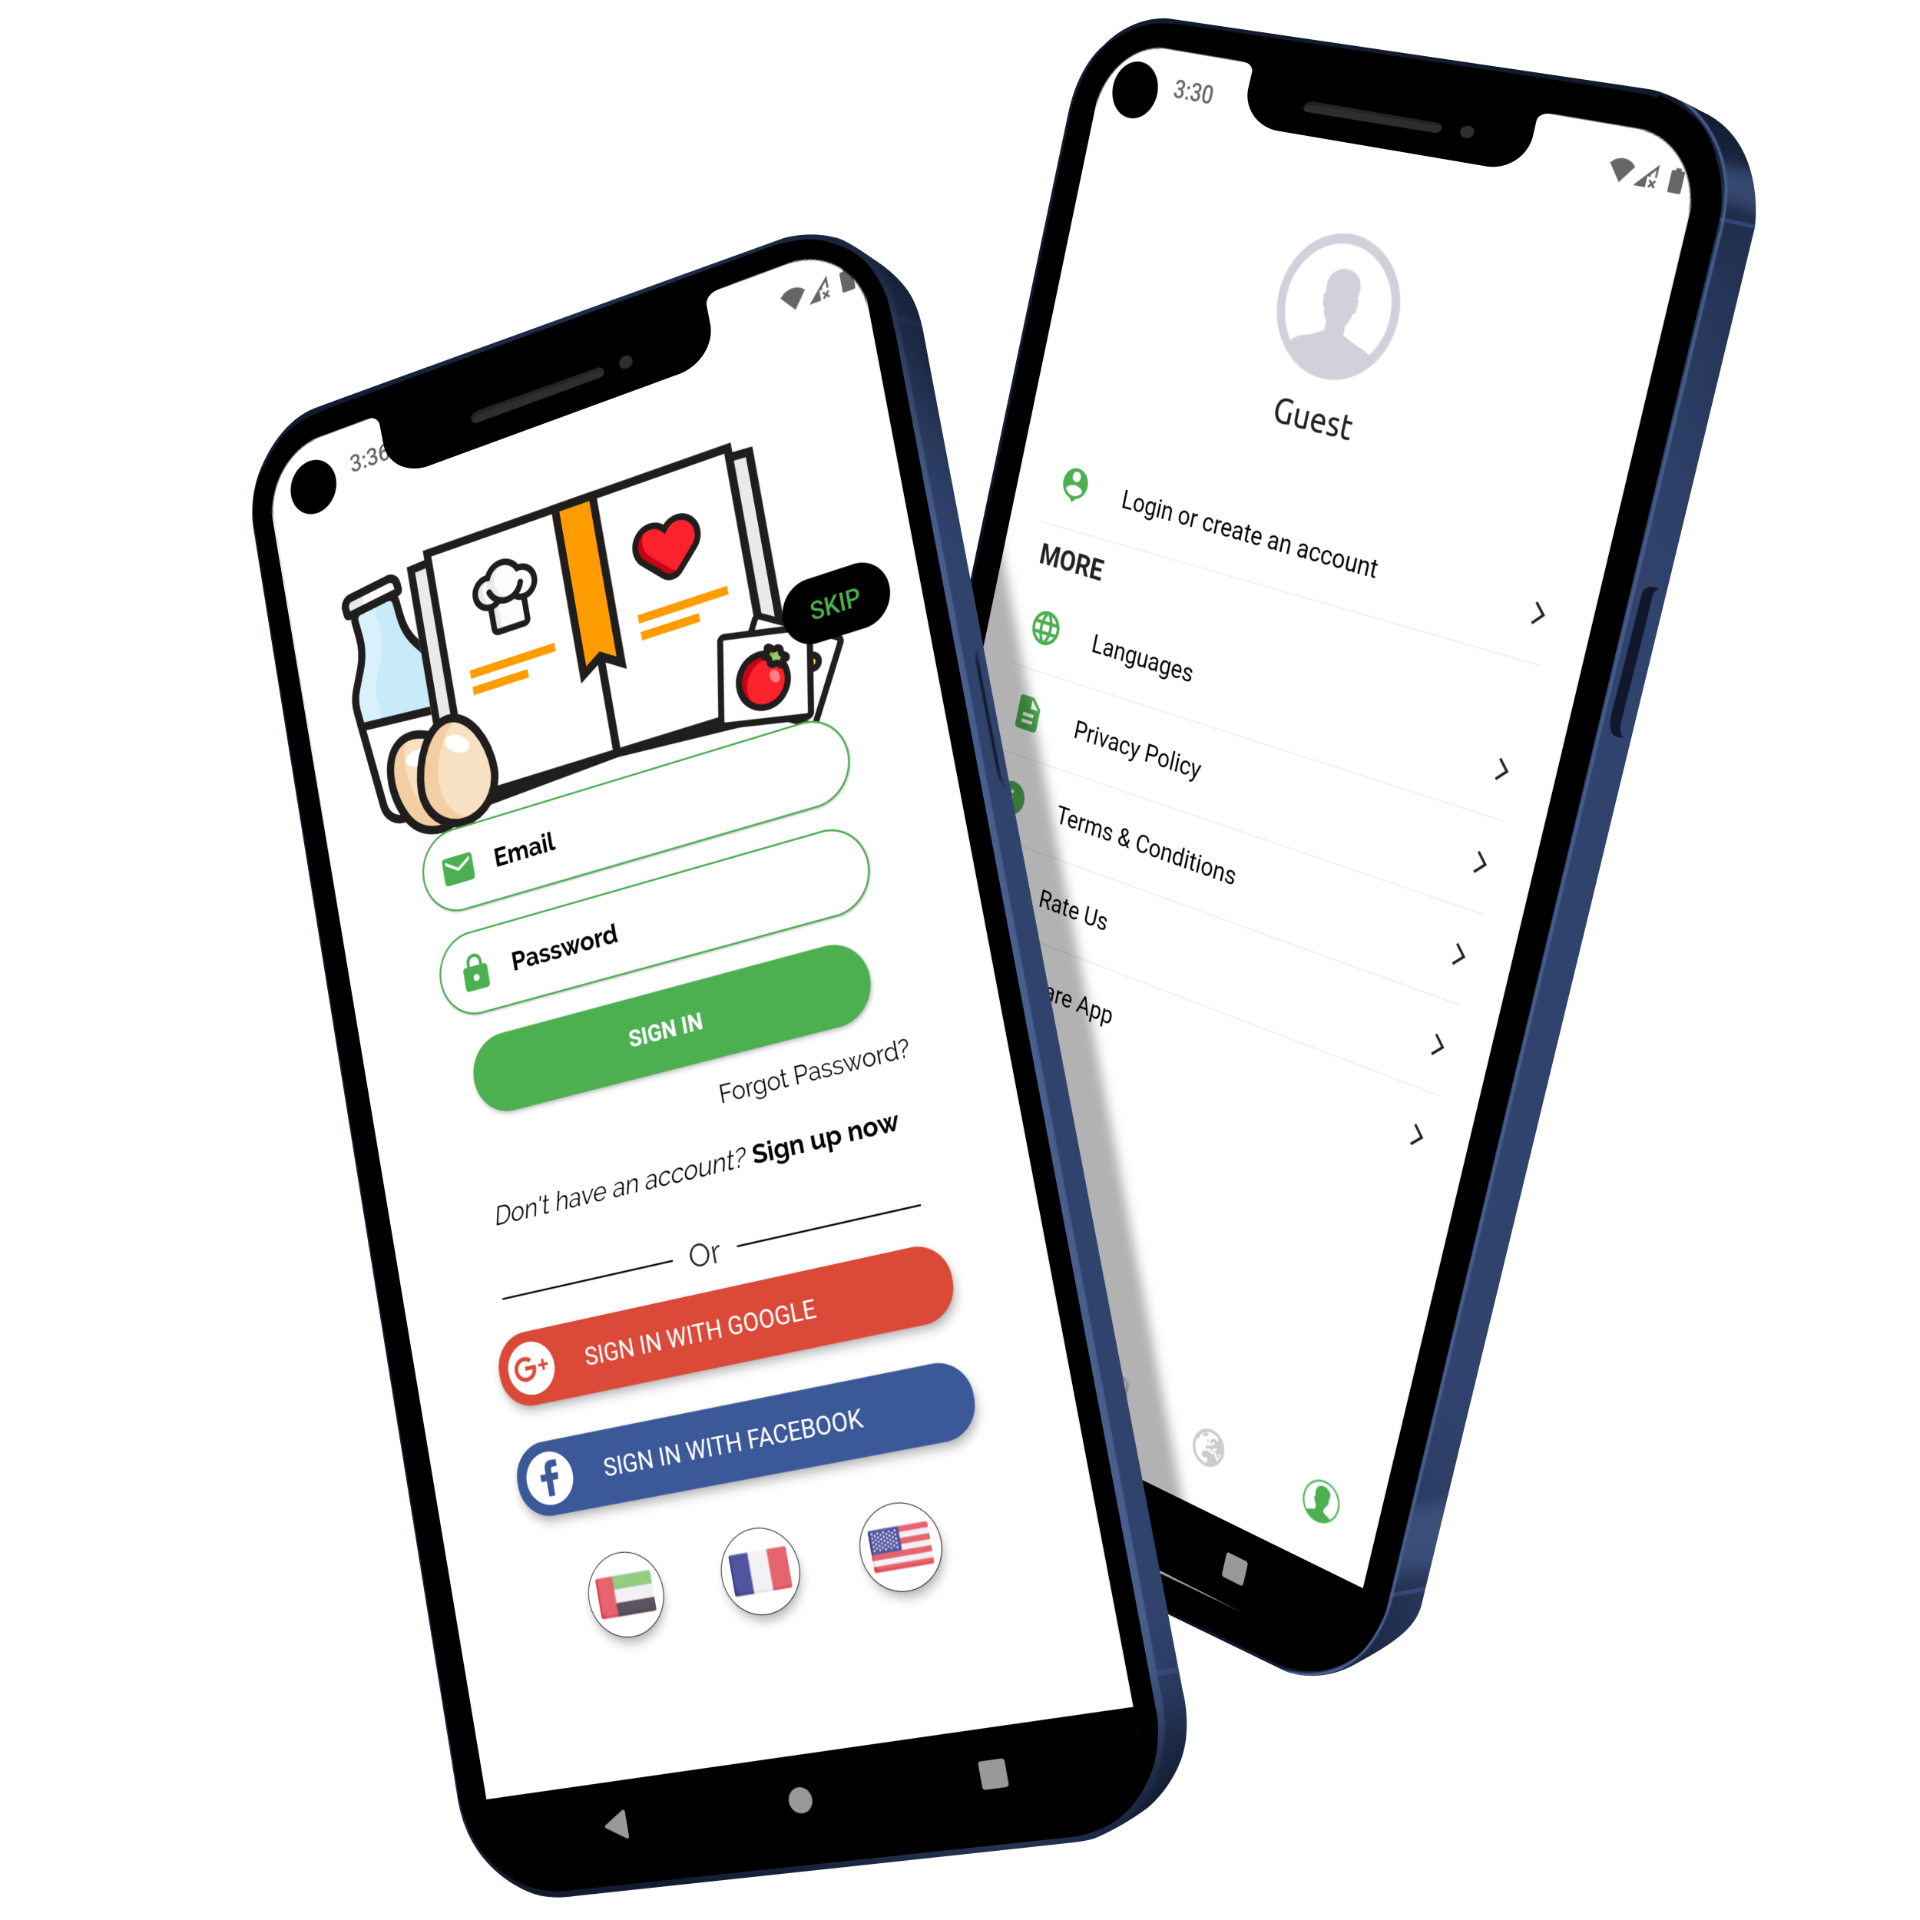 3:36
SKIP
Email
Password
SIGN IN
Forgot Password?
Don't have an account? Sign up now
Or
G+ SIGN IN WITH GOOGLE
f SIGN IN WITH FACEBOOK
3:30
Guest
Login or create an account
MORE
Languages
Privacy Policy
Terms & Conditions
Rate Us
are App